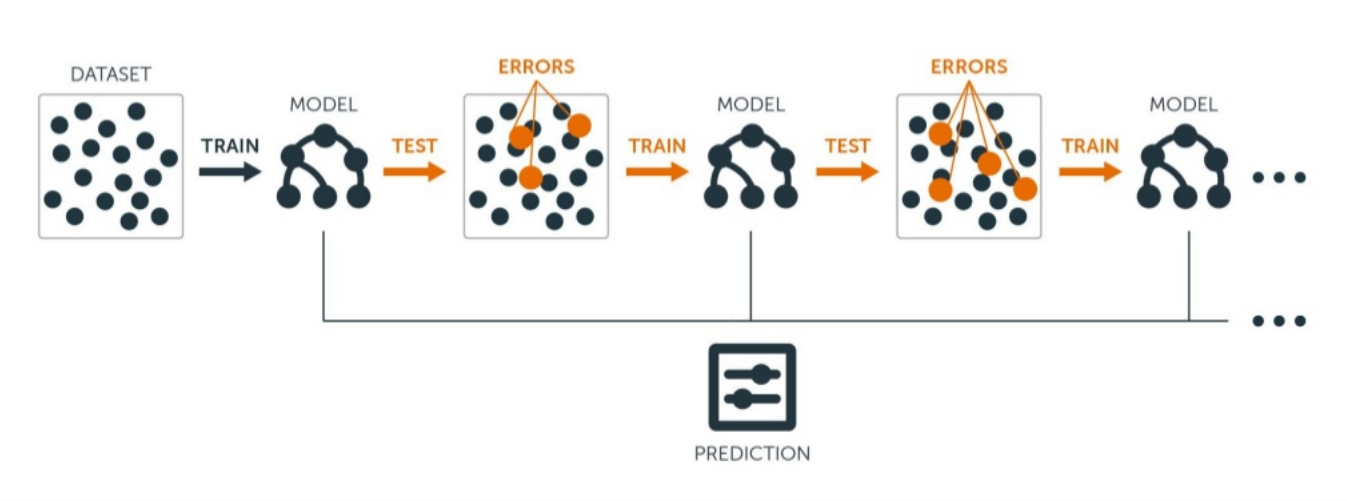 DATASET
MODEL
TRAIN
TEST
ERRORS
TRAIN
MODEL
TEST
ERRORS
TRAIN
MODEL
PREDICTION